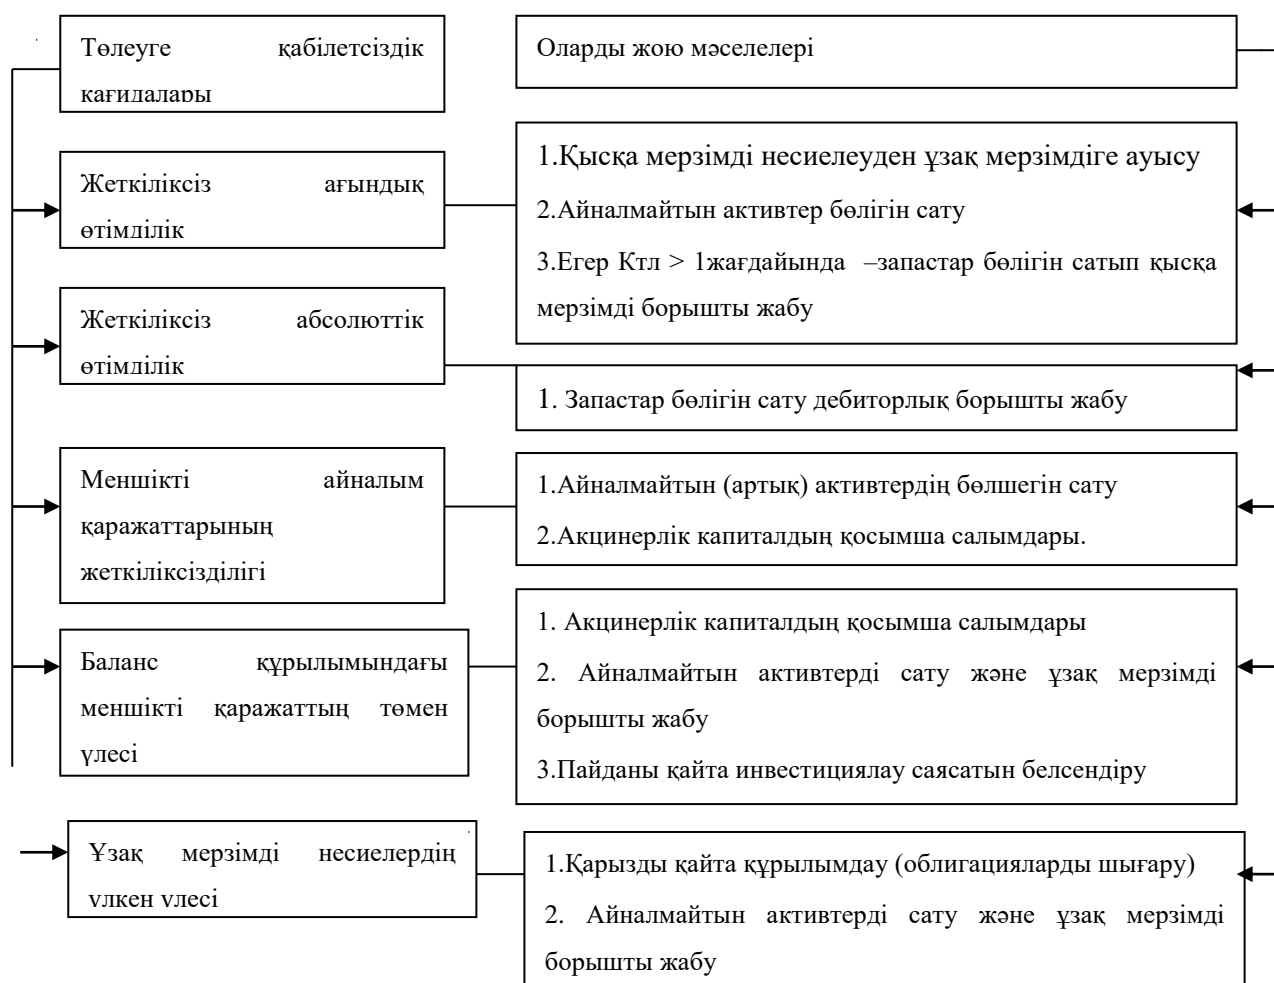 Төлеуге қабілетсіздік
қағидалары
Оларды жою мәселелері
Жеткіліксіз ағындық
өтімділік
1.Қысқа мерзімді несиелеуден ұзақ мерзімдіге ауысу
2.Айналмайтын активтер бөлігін сату
3.Егер Ктл > 1жағдайында –запастар бөлігін сатып қысқа
мерзімді борышты жабу
Жеткіліксіз абсолюттік
өтімділік
1. Запастар бөлігін сату дебиторлық борышты жабу
Меншікті айналым
қаражаттарының
жеткіліксізділігі
1.Айналмайтын (артық) активтердің бөлшегін сату
2.Акцинерлік капиталдың қосымша салымдары.
Баланс құрылымындағы
меншікті қаражаттың төмен
үлесі
1. Акцинерлік капиталдың қосымша салымдары
2. Айналмайтын активтерді сату және ұзақ мерзімді
борышты жабу
3.Пайданы қайта инвестициялау саясатын белсендіру
Ұзақ мерзімді несиелердің
үлкен үлесі
1.Қарызды қайта құрылымдау (облигацияларды шығару)
2. Айналмайтын активтерді сату және ұзақ мерзімді
борышты жабу